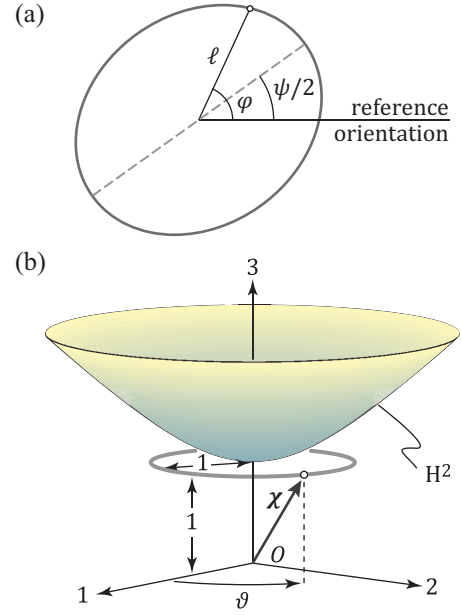 (a)
ℓ
φ
ψ/2
reference
orientation
(b)
3
1
H²
1
χ
O
1
ϑ
2